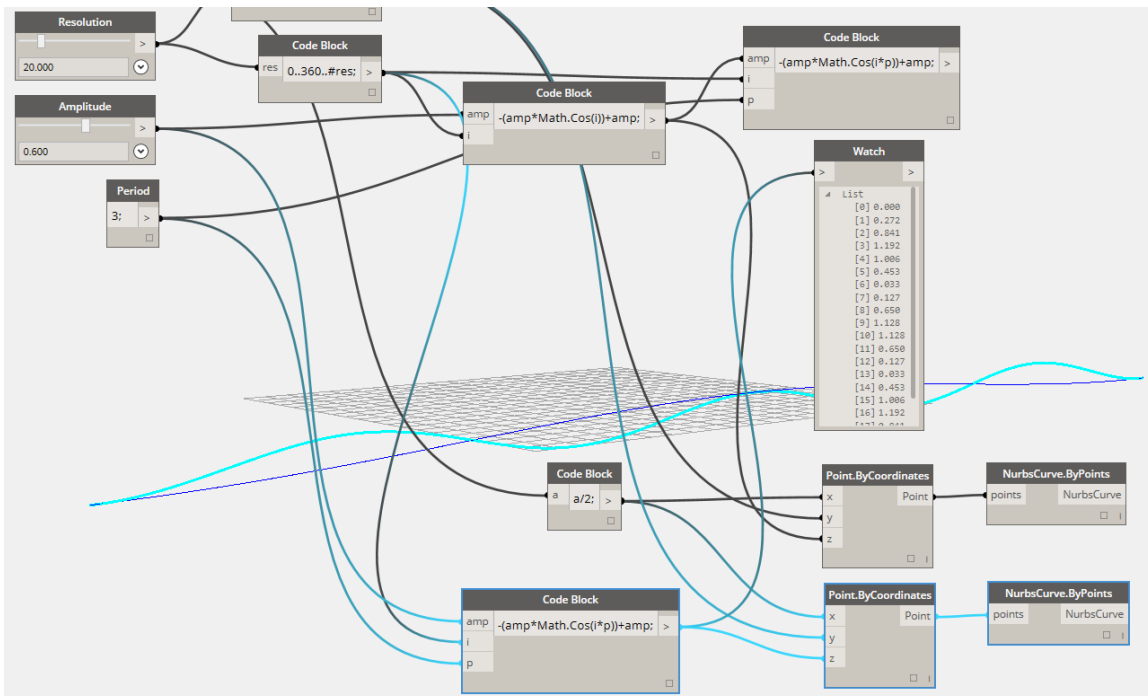 Resolution
>
20.000
Code Block
res 0..360..#res; >
Code Block
amp -(amp*Math.Cos(i*p))+amp; >
i
p
Amplitude
>
0.600
Code Block
amp -(amp*Math.Cos(i))+amp; >
i
Period
3; >
Watch
> >
List
[0] 0.000
[1] 0.272
[2] 0.841
[3] 1.192
[4] 1.006
[5] 0.453
[6] 0.033
[7] 0.127
[8] 0.650
[9] 1.128
[10] 1.128
[11] 0.650
[12] 0.127
[13] 0.033
[14] 0.453
[15] 1.006
[16] 1.192
Code Block
a a/2; >
Point.ByCoordinates
x Point
y
z
NurbsCurve.ByPoints
points NurbsCurve
Code Block
amp -(amp*Math.Cos(i*p))+amp; >
i
p
Point.ByCoordinates
x Point
y
z
NurbsCurve.ByPoints
points NurbsCurve